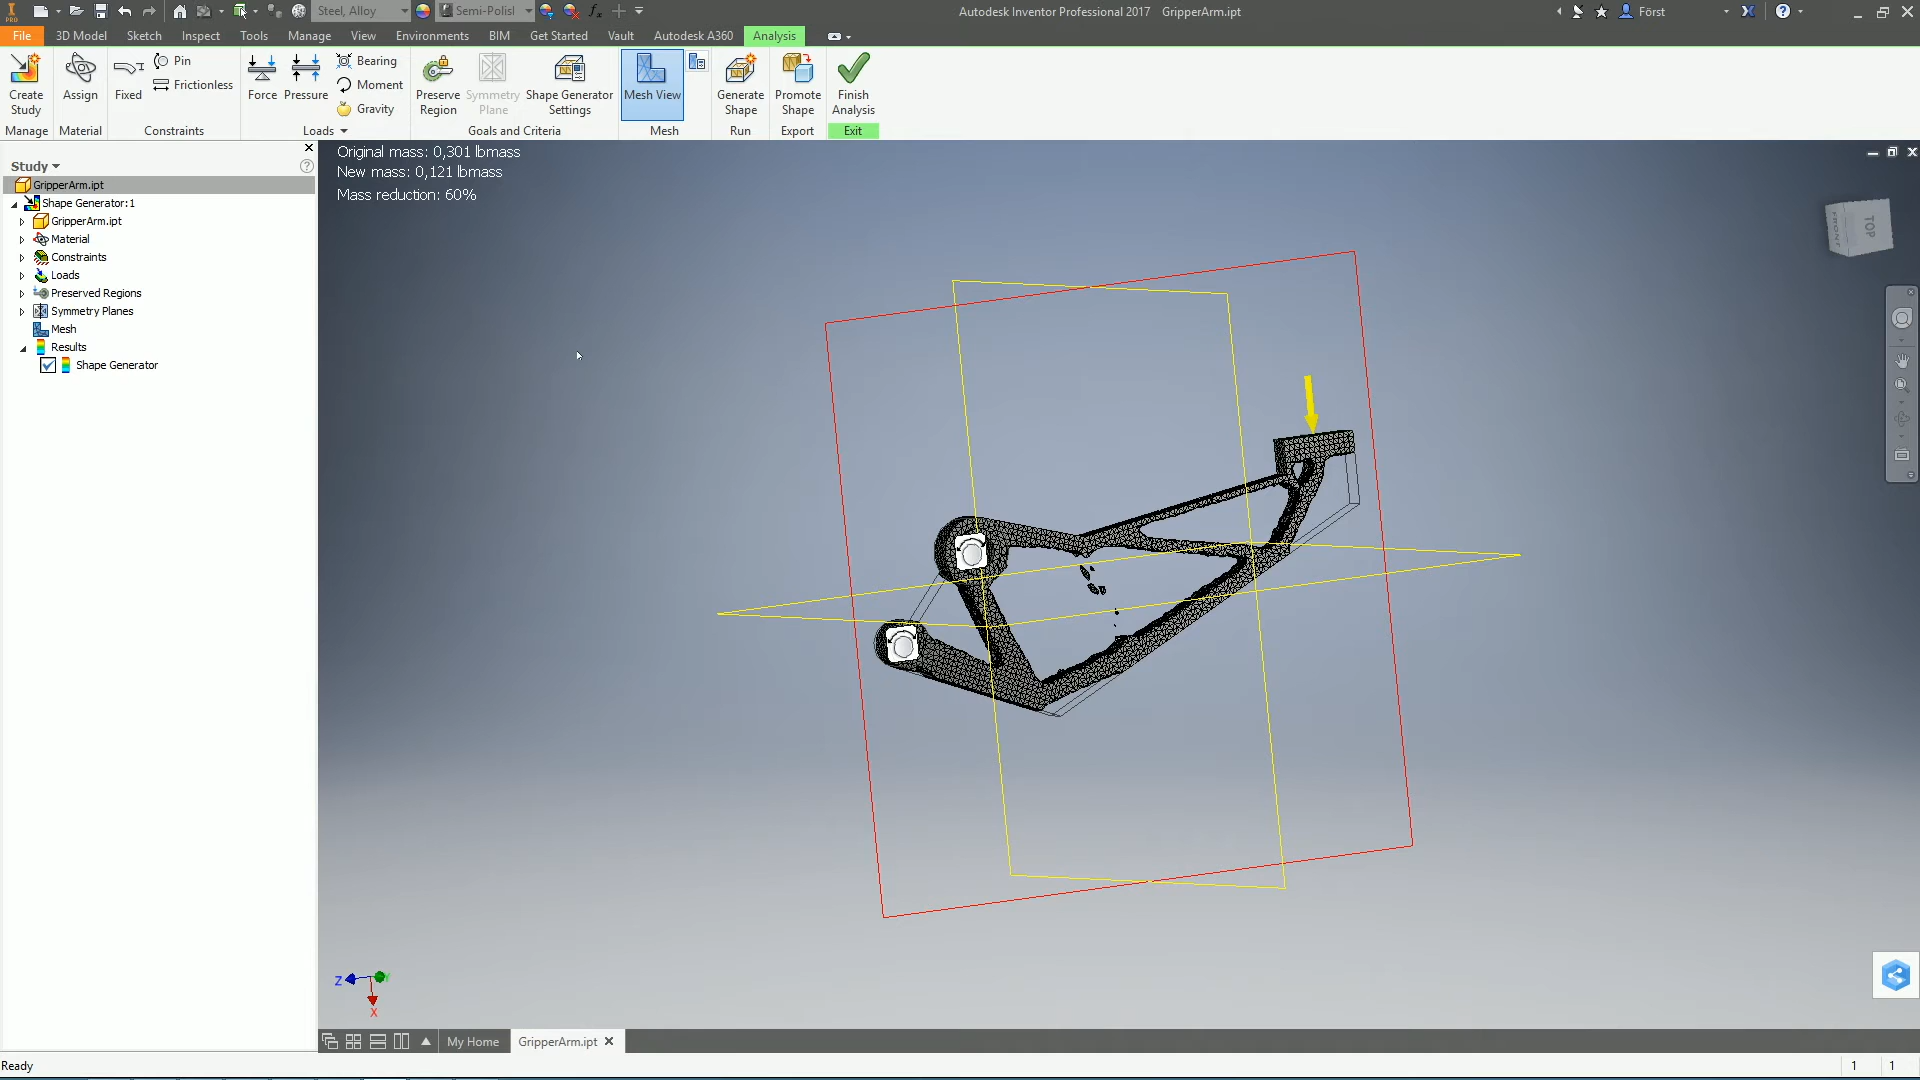 PRO
Steel, Alloy
Semi-Polisl
fx
Autodesk Inventor Professional 2017 GripperArm.ipt
Först
File 3D Model Sketch Inspect Tools Manage View Environments BIM Get Started Vault Autodesk A360 Analysis
Create Study
Assign
Fixed
Pin
Frictionless
Force
Pressure
Bearing
Moment
Gravity
Preserve Region
Symmetry Plane
Shape Generator Settings
Mesh View
Generate Shape
Promote Shape
Finish Analysis
Manage Material Constraints Loads Goals and Criteria Mesh Run Export Exit
Study
GripperArm.ipt
Shape Generator:1
GripperArm.ipt
Material
Constraints
Loads
Preserved Regions
Symmetry Planes
Mesh
Results
Shape Generator
Original mass: 0,301 lbmass
New mass: 0,121 lbmass
Mass reduction: 60%
FRONT
TOP
Z
X
My Home
GripperArm.ipt
Ready
1 1